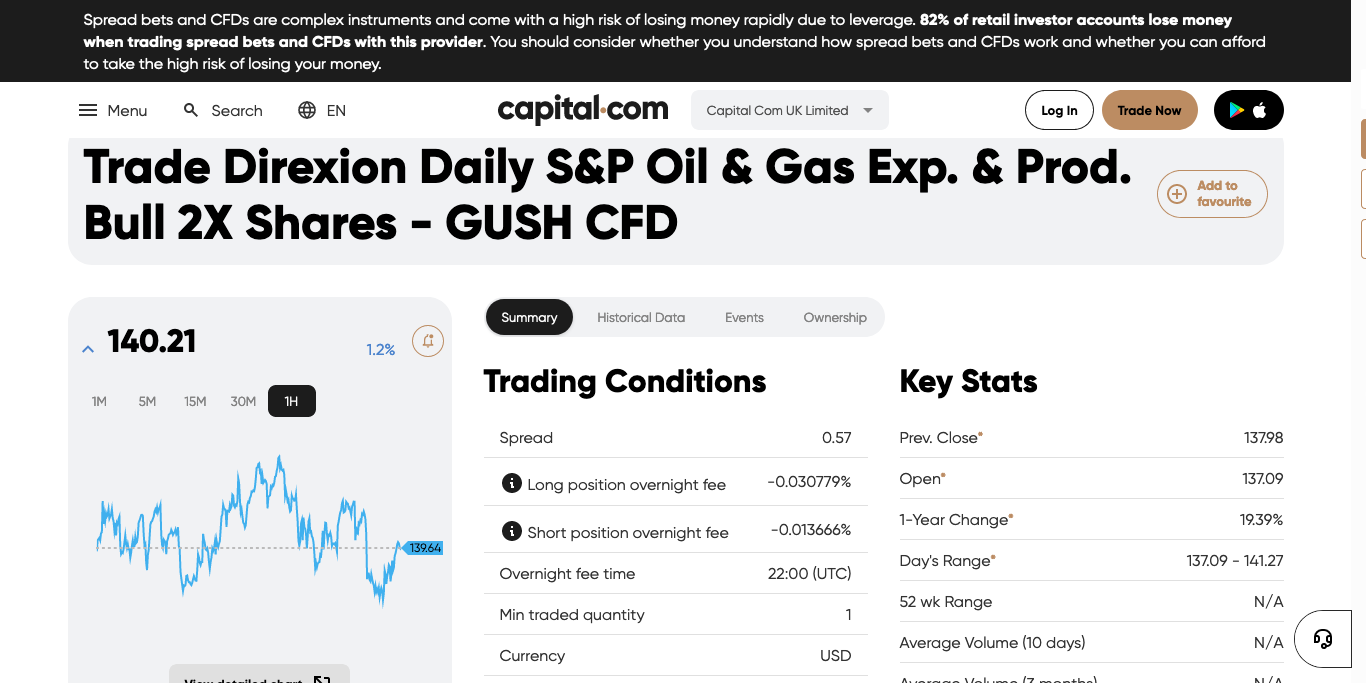 Spread bets and CFDs are complex instruments and come with a high risk of losing money rapidly due to leverage. 82% of retail investor accounts lose money
when trading spread bets and CFDs with this provider. You should consider whether you understand how spread bets and CFDs work and whether you can afford
to take the high risk of losing your money.
Menu
Search
EN
capital.com
Capital Com UK Limited
Log In
Trade Now
Trade Direxion Daily S&P Oil & Gas Exp. & Prod.
Bull 2X Shares - GUSH CFD
Add to
favourite
140.21
1.2%
1M 5M 15M 30M 1H
139.64
View detailed chart
Summary Historical Data Events Ownership
Trading Conditions
Spread 0.57
Long position overnight fee -0.030779%
Short position overnight fee -0.013666%
Overnight fee time 22:00 (UTC)
Min traded quantity 1
Currency USD
Key Stats
Prev. Close* 137.98
Open* 137.09
1-Year Change* 19.39%
Day's Range* 137.09 - 141.27
52 wk Range N/A
Average Volume (10 days) N/A
Average Volume (3 months) N/A